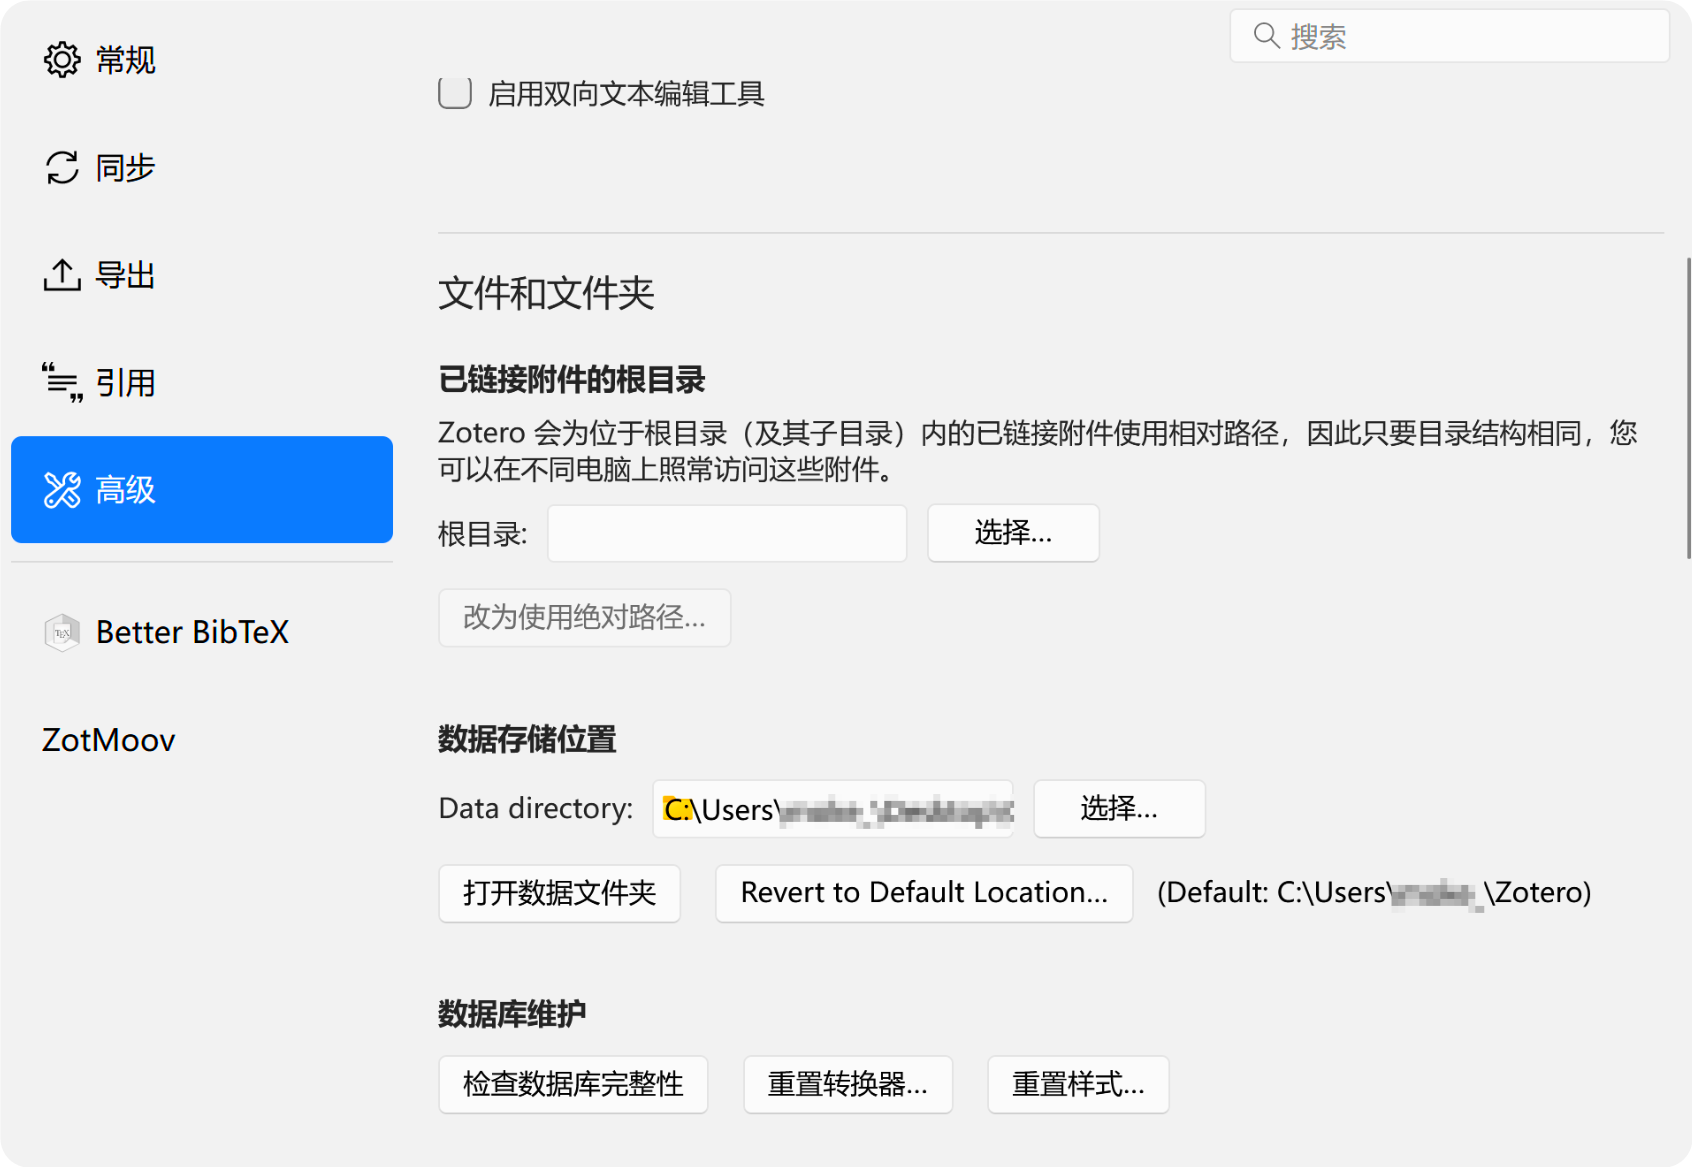 常规
同步
导出
引用
高级
Better BibTeX
ZotMoov
搜索
启用双向文本编辑工具
文件和文件夹
已链接附件的根目录
Zotero 会为位于根目录（及其子目录）内的已链接附件使用相对路径，因此只要目录结构相同，您
可以在不同电脑上照常访问这些附件。
根目录:
选择...
改为使用绝对路径...
数据存储位置
Data directory: C:\Users\
选择...
打开数据文件夹
Revert to Default Location...
(Default: C:\Users\ \Zotero)
数据库维护
检查数据库完整性
重置转换器...
重置样式...